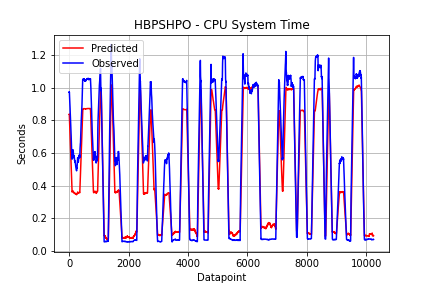 HBPSHPO - CPU System Time
Predicted
Observed
1.2
1.0
0.8
0.6
0.4
0.2
0.0
Seconds
0 2000 4000 6000 8000 10000
Datapoint